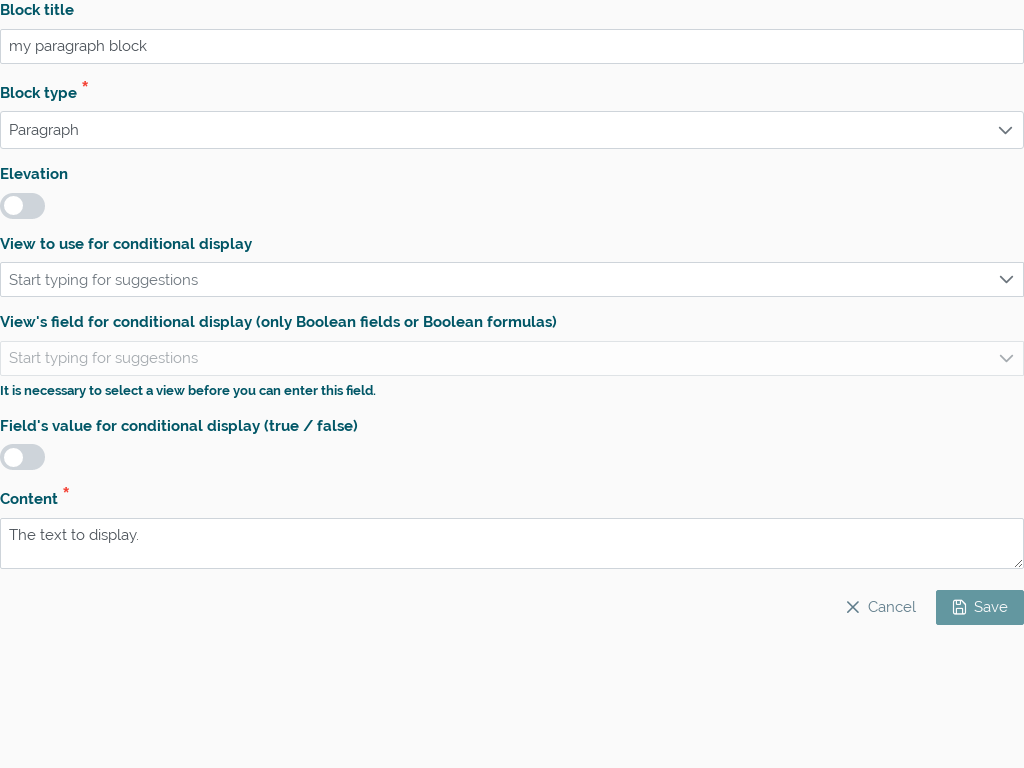 Block title
my paragraph block
Block type *
Paragraph
Elevation
View to use for conditional display
Start typing for suggestions
View's field for conditional display (only Boolean fields or Boolean formulas)
Start typing for suggestions
It is necessary to select a view before you can enter this field.
Field's value for conditional display (true / false)
Content *
The text to display.
Cancel Save